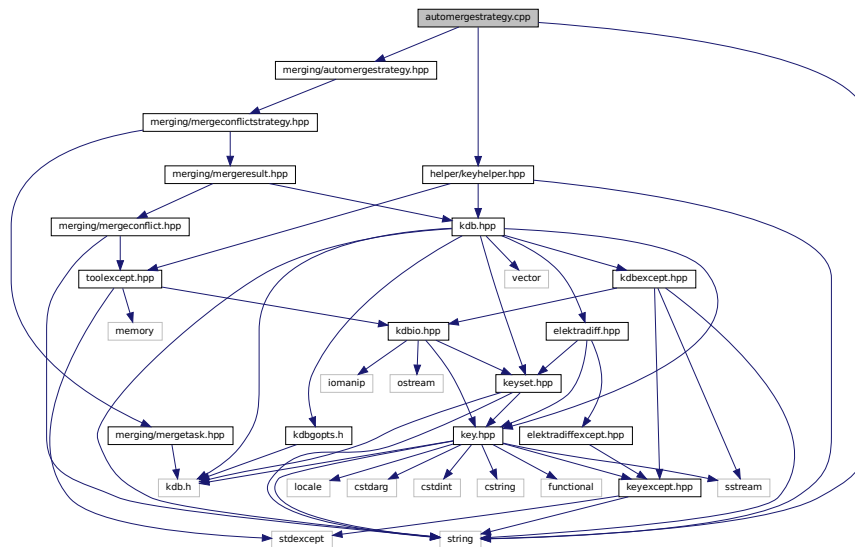 automergestrategy.cpp
merging/automergestrategy.hpp
merging/mergeconflictstrategy.hpp
merging/mergeresult.hpp
helper/keyhelper.hpp
merging/mergeconflict.hpp
kdb.hpp
toolexcept.hpp
vector
kdbexcept.hpp
memory
kdbio.hpp
elektradiff.hpp
iomanip
ostream
keyset.hpp
merging/mergetask.hpp
kdbgopts.h
key.hpp
elektradiffexcept.hpp
kdb.h
locale
cstdarg
cstdint
cstring
functional
keyexcept.hpp
sstream
stdexcept
string